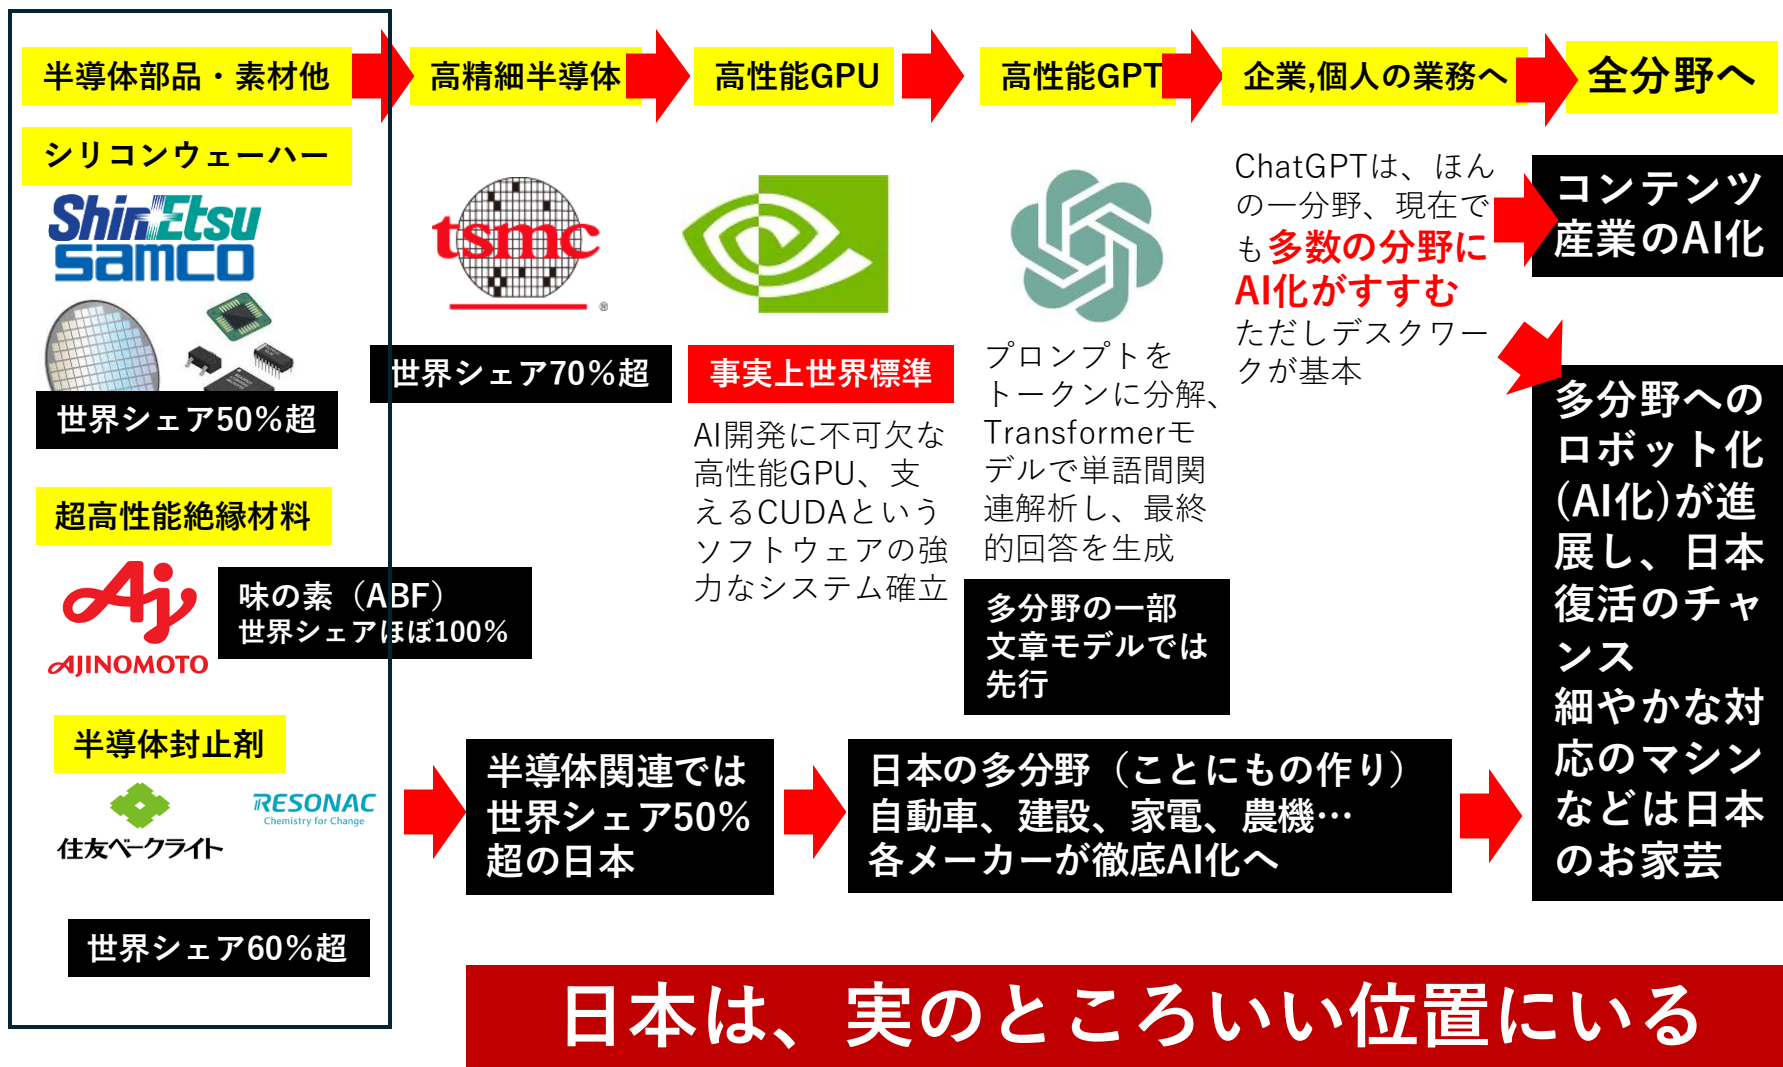 半導体部品・素材他
高精細半導体
高性能GPU
高性能GPT
企業,個人の業務へ
全分野へ
シリコンウェーハー
ShinEtsu
samco
世界シェア50%超
超高性能絶縁材料
Aj
AJINOMOTO
味の素（ABF）
世界シェアほぼ100%
半導体封止剤
住友ベークライト
RESONAC
Chemistry for Change
世界シェア60%超
tsmc
®
世界シェア70%超
事実上世界標準
AI開発に不可欠な
高性能GPU、支
えるCUDAという
ソフトウェアの強
力なシステム確立
プロンプトを
トークンに分解、
Transformerモ
デルで単語間関
連解析し、最終
的回答を生成
多分野の一部
文章モデルでは
先行
ChatGPTは、ほん
の一分野、現在で
も多数の分野に
AI化がすすむ
ただしデスクワー
クが基本
コンテンツ
産業のAI化
多分野への
ロボット化
(AI化)が進
展し、日本
復活のチャ
ンス
細やかな対
応のマシン
などは日本
のお家芸
半導体関連では
世界シェア50%
超の日本
日本の多分野（ことにもの作り）
自動車、建設、家電、農機…
各メーカーが徹底AI化へ
日本は、実のところいい位置にいる